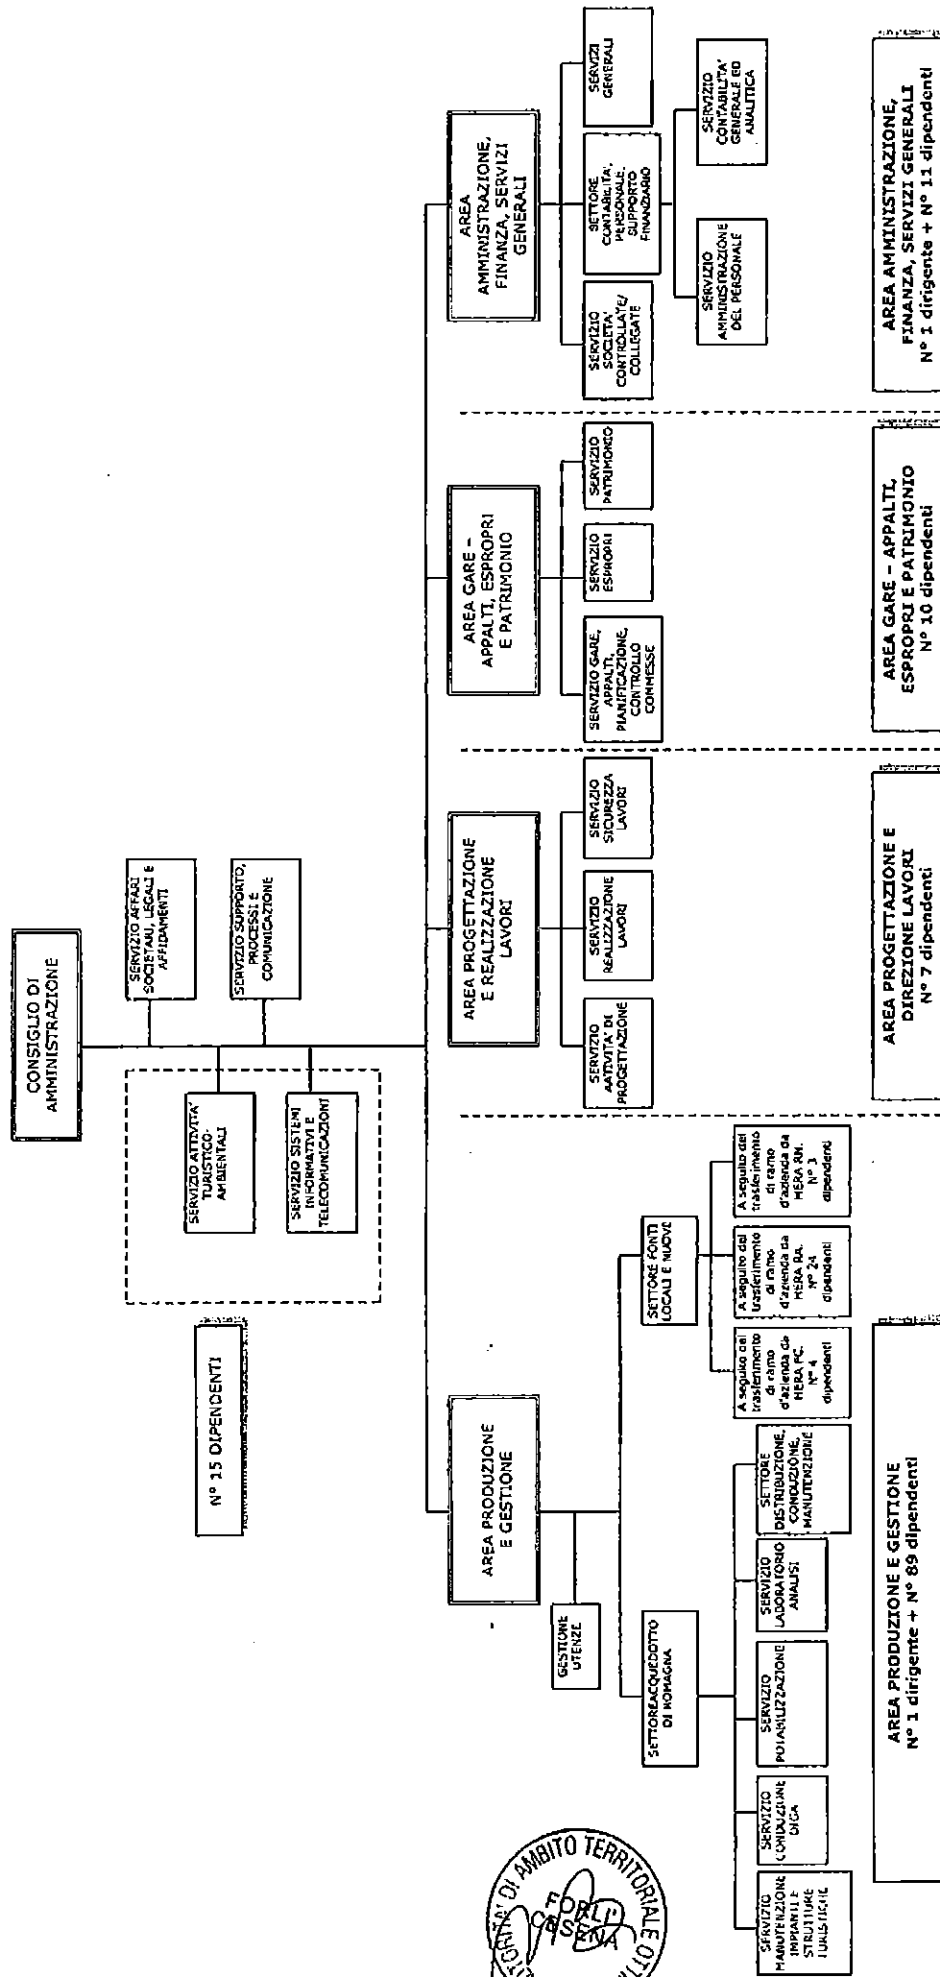 CONSIGLIO DI
AMMINISTRAZIONE
SERVIZIO AFFARI
SOCIETARI, LEGALI E
AFFIDAMENTI
SERVIZIO SUPPORTO,
PROCESSI E
COMUNICAZIONE
SERVIZIO ATTIVITA'
TURISTICO-
AMBIENTALI
SERVIZIO SISTEMI
INFORMATIVI E
TELECOMUNICAZIONI
N° 15 DIPENDENTI
AREA PRODUZIONE
E GESTIONE
AREA PROGETTAZIONE
E REALIZZAZIONE
LAVORI
AREA GARE –
APPALTI, ESPROPRI
E PATRIMONIO
AREA
AMMINISTRAZIONE,
FINANZA, SERVIZI
GENERALI
GESTIONE
UTENZE
SETTORE ACQUEDOTTO
DI ROMAGNA
SETTORE FONTI
LOCALI E NUOVE
SERVIZIO
MANUTENZIONE
IMPIANTI E
STRUTTURE
TURISTICHE
SERVIZIO
CONDUZIONE
DIGA
SERVIZIO
POTABILIZZAZIONE
SERVIZIO
LABORATORIO
ANALISI
SETTORE
DISTRIBUZIONE,
CONDUZIONE,
MANUTENZIONE
A seguito del
trasferimento
di ramo
d'azienda da
HERA FC.
N° 4
dipendenti
A seguito del
trasferimento
di ramo
d'azienda da
HERA RA.
N° 24
dipendenti
A seguito del
trasferimento
di ramo
d'azienda da
HERA RN.
N° 3
dipendenti
SERVIZIO
AATIVITA' DI
PROGETTAZIONE
SERVIZIO
REALIZZAZIONE
LAVORI
SERVIZIO
SICUREZZA
LAVORI
SERVIZIO GARE,
APPALTI,
PIANIFICAZIONE,
CONTROLLO
COMMESSE
SERVIZIO
ESPROPRI
SERVIZIO
PATRIMONIO
SERVIZIO
SOCIETA'
CONTROLLATE/
COLLEGATE
SETTORE
CONTABILITA',
PERSONALE,
SUPPORTO
FINANZIARIO
SERVIZI
GENERALI
SERVIZIO
AMMINISTRAZIONE
DEL PERSONALE
SERVIZIO
CONTABILITA'
GENERALE ED
ANALITICA
AREA PRODUZIONE E GESTIONE
N° 1 dirigente + N° 89 dipendenti
AREA PROGETTAZIONE E
DIREZIONE LAVORI
N° 7 dipendenti
AREA GARE – APPALTI,
ESPROPRI E PATRIMONIO
N° 10 dipendenti
AREA AMMINISTRAZIONE,
FINANZA, SERVIZI GENERALI
N° 1 dirigente + N° 11 dipendenti
DI AMBITO TERRITORIALE
FORLI'
CESENA